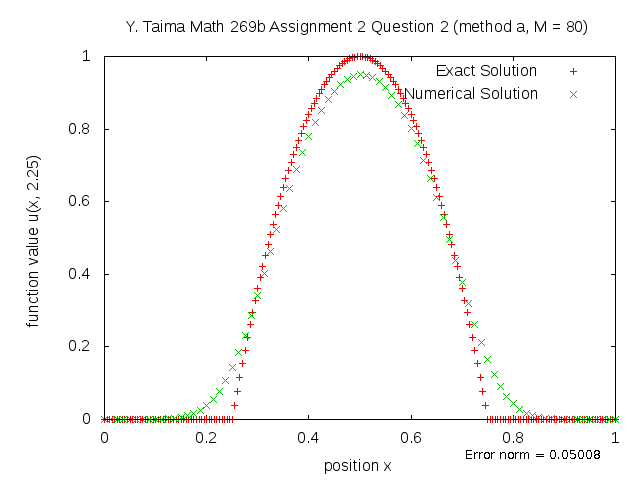 Y. Taima Math 269b Assignment 2 Question 2 (method a, M = 80)
Exact Solution
Numerical Solution
function value u(x, 2.25)
1
0.8
0.6
0.4
0.2
0
0 0.2 0.4 0.6 0.8 1
position x
Error norm = 0.05008